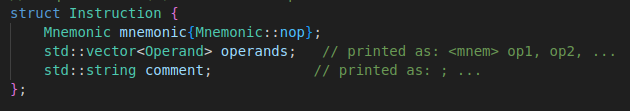 struct Instruction {
    Mnemonic mnemonic{Mnemonic::nop};
    std::vector<Operand> operands;   // printed as: <mnem> op1, op2, ...
    std::string comment;             // printed as: ; ...
};